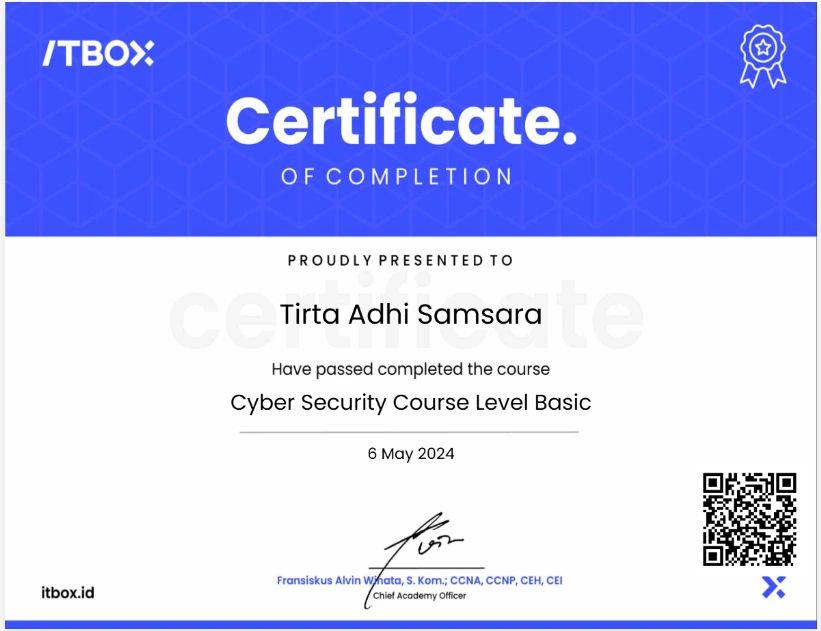 /TBOX
Certificate.
OF COMPLETION
PROUDLY PRESENTED TO
certificate
Tirta Adhi Samsara
Have passed completed the course
Cyber Security Course Level Basic
6 May 2024
Fransiskus Alvin Winata, S. Kom.; CCNA, CCNP, CEH, CEI
Chief Academy Officer
itbox.id